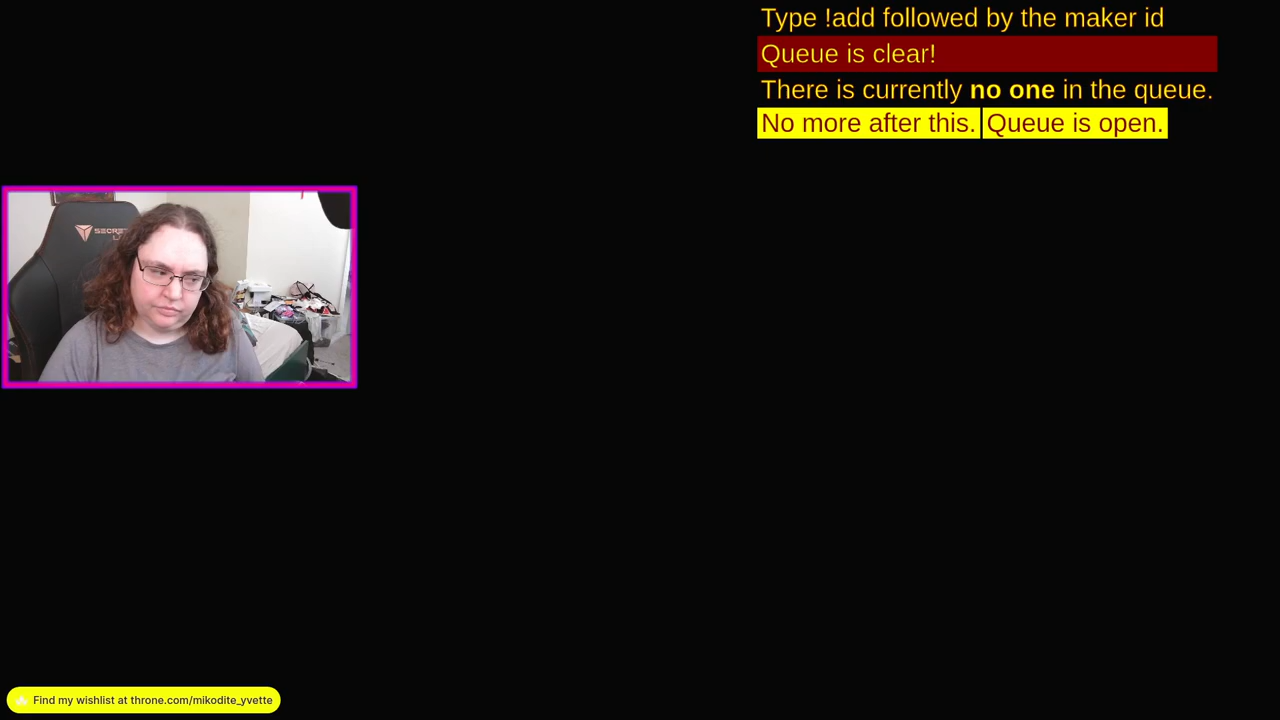 Type !add followed by the maker id
Queue is clear!
There is currently no one in the queue.
No more after this. Queue is open.
SECRE
Find my wishlist at throne.com/mikodite_yvette